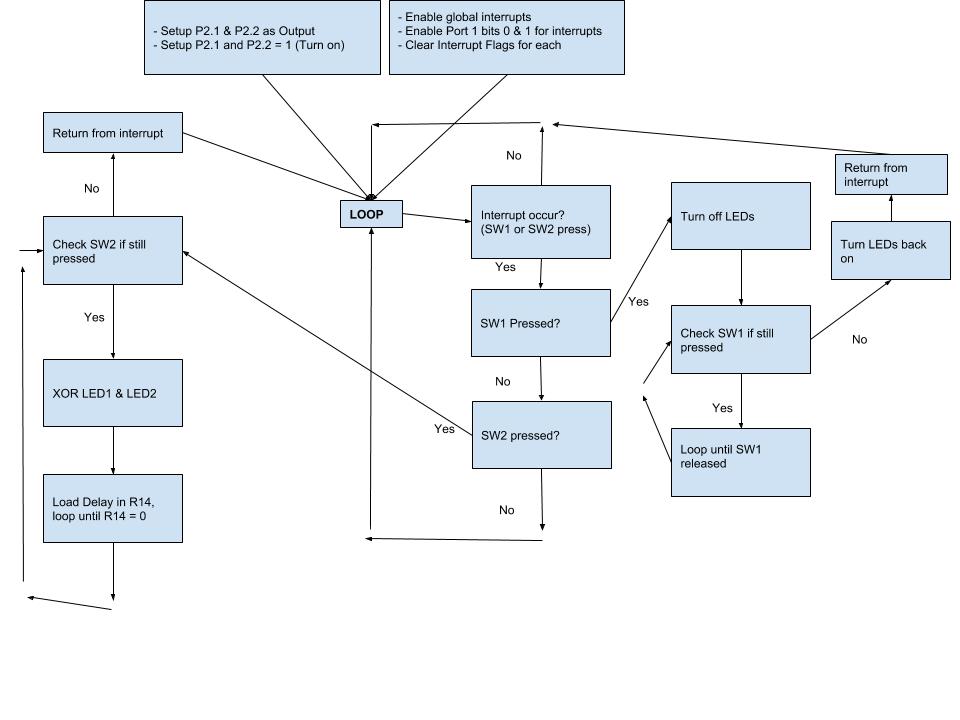 - Setup P2.1 & P2.2 as Output
- Setup P2.1 and P2.2 = 1 (Turn on)
- Enable global interrupts
- Enable Port 1 bits 0 & 1 for interrupts
- Clear Interrupt Flags for each
Return from interrupt
No
Check SW2 if still
pressed
Yes
XOR LED1 & LED2
Load Delay in R14,
loop until R14 = 0
LOOP
No
Interrupt occur?
(SW1 or SW2 press)
Yes
SW1 Pressed?
Yes
No
SW2 pressed?
Yes
No
Turn off LEDs
Check SW1 if still
pressed
Yes
Loop until SW1
released
No
Turn LEDs back
on
Return from
interrupt